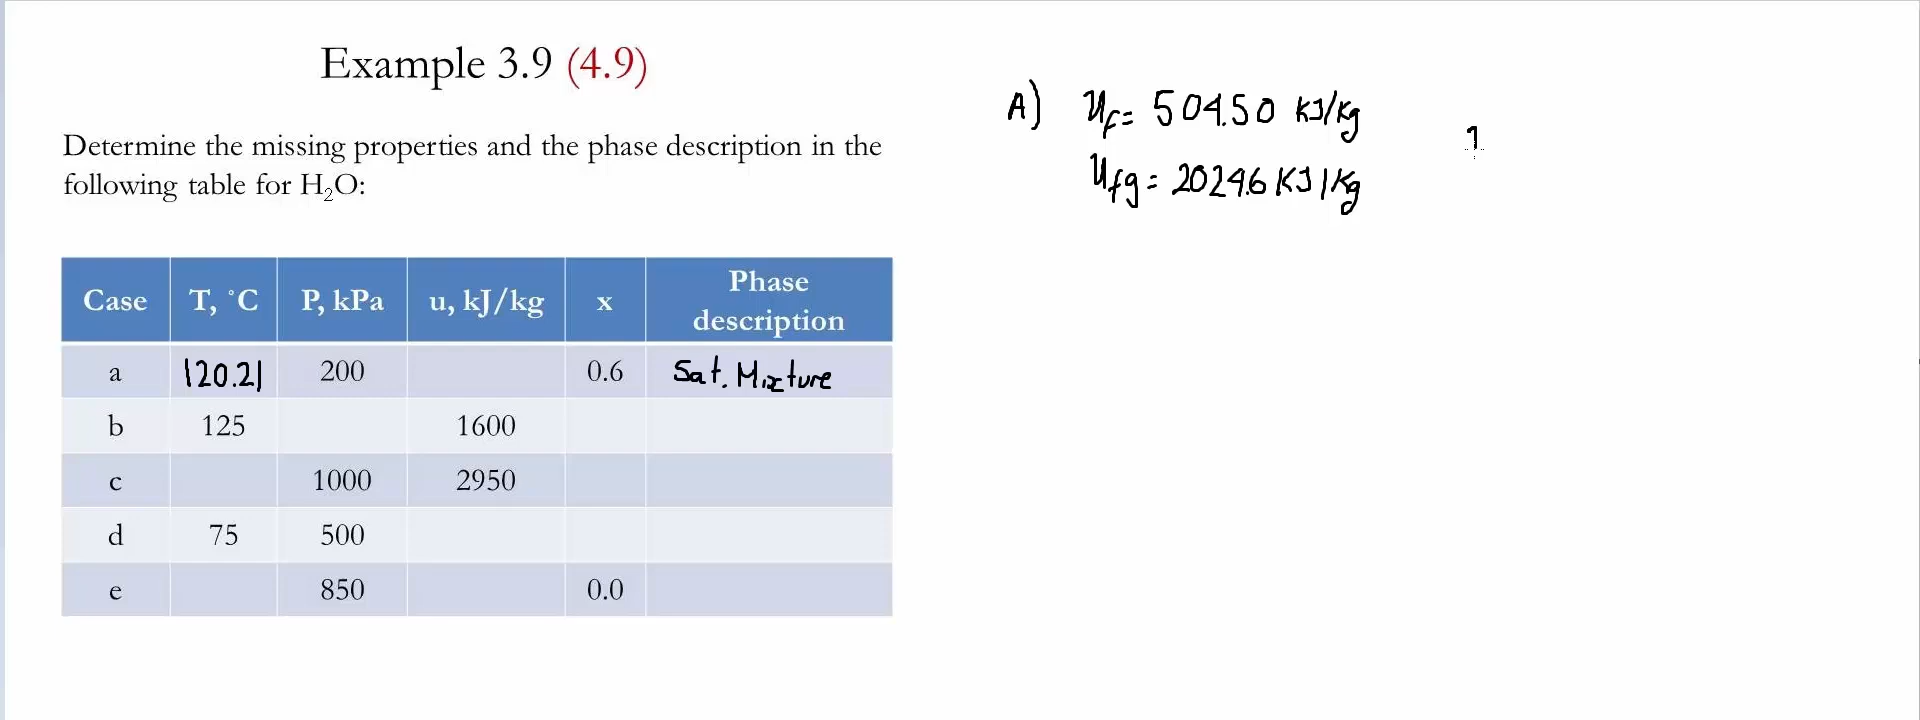 Example 3.9 (4.9)
Determine the missing properties and the phase description in the
following table for H₂O:
Case T, °C P, kPa u, kJ/kg x Phase description
a 120.21 200 0.6 Sat. Mixture
b 125 1600
c 1000 2950
d 75 500
e 850 0.0
A) u_f = 504.50 kJ/kg
u_fg = 2024.6 kJ/kg